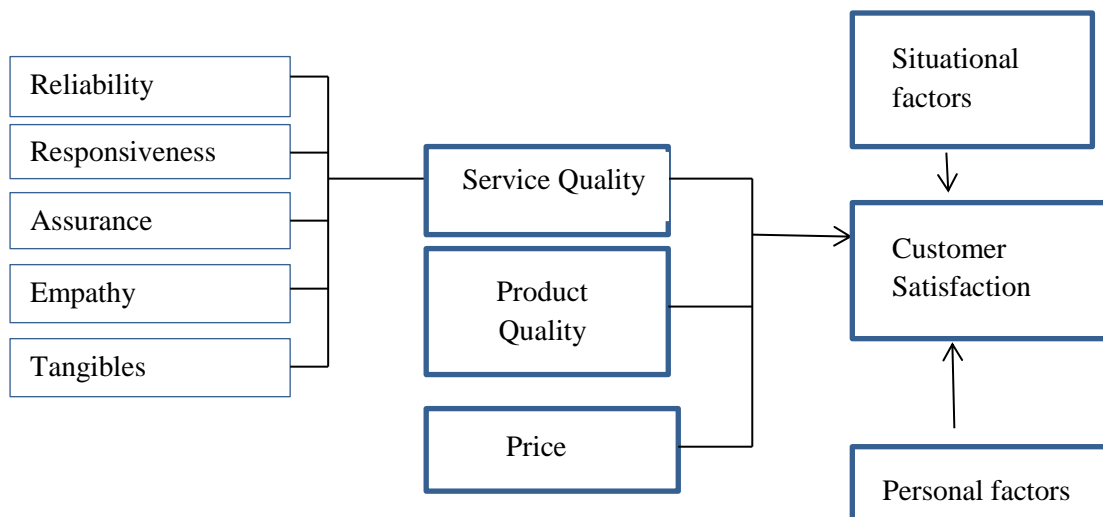 Reliability
Responsiveness
Assurance
Empathy
Tangibles
Service Quality
Product
Quality
Price
Situational
factors
Customer
Satisfaction
Personal factors